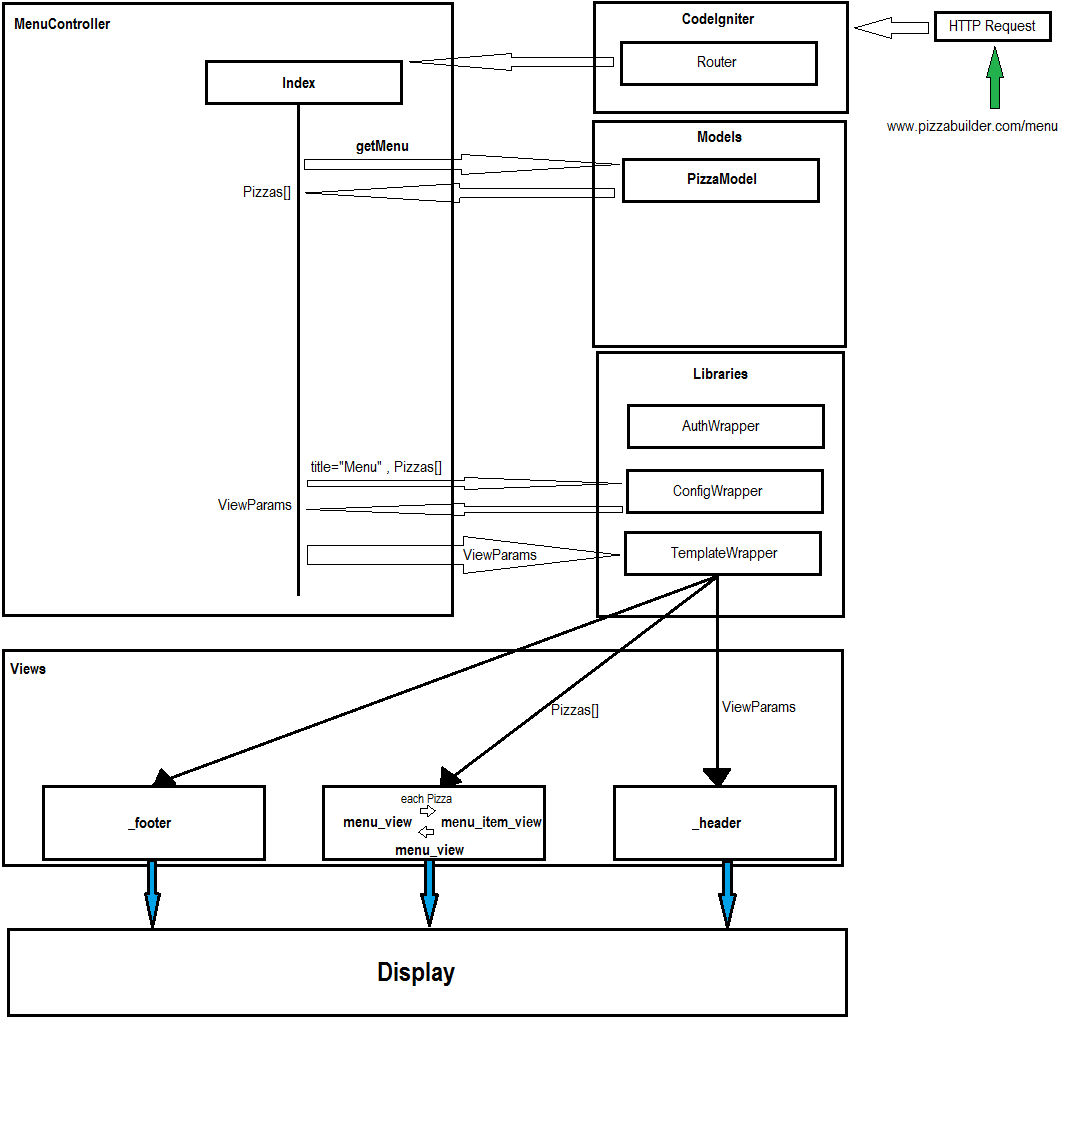 MenuController
CodeIgniter
HTTP Request
Router
Index
www.pizzabuilder.com/menu
Models
getMenu
PizzaModel
Pizzas[]
Libraries
AuthWrapper
title="Menu" , Pizzas[]
ConfigWrapper
ViewParams
ViewParams
TemplateWrapper
Views
Pizzas[]
ViewParams
each Pizza
_footer
menu_view
menu_item_view
_header
menu_view
Display